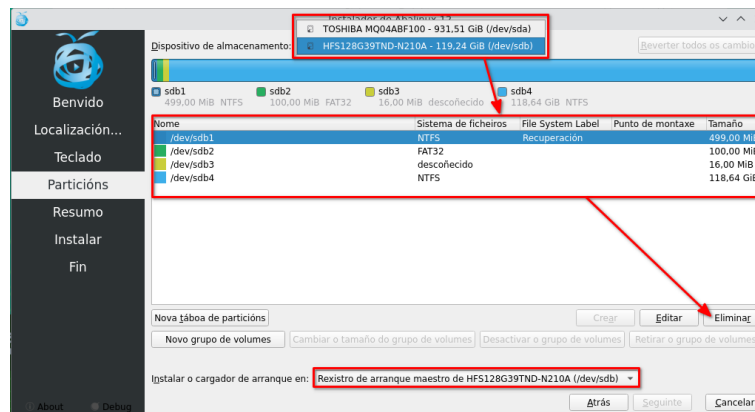 Instalador de Abalinux 12
TOSHIBA MQ04ABF100 - 931,51 GiB (/dev/sda)
Dispositivo de almacenamento: HFS128G39TND-N210A - 119,24 GiB (/dev/sdb) Reverter todos os cambio
sdb1 sdb2 sdb3 sdb4
499,00 MiB NTFS 100,00 MiB FAT32 16,00 MiB descoñecido 118,64 GiB NTFS
Benvido
Localización...
Teclado
Particións
Resumo
Instalar
Fin
Nome Sistema de ficheiros File System Label Punto de montaxe Tamaño
/dev/sdb1 NTFS Recuperación 499,00 MiB
/dev/sdb2 FAT32 100,00 MiB
/dev/sdb3 descoñecido 16,00 MiB
/dev/sdb4 NTFS 118,64 GiB
Nova táboa de particións Crear Editar Eliminar
Novo grupo de volumes Cambiar o tamaño do grupo de volumes Desactivar o grupo de volumes Retirar o grupo de volumes
Instalar o cargador de arranque en: Rexistro de arranque maestro de HFS128G39TND-N210A (/dev/sdb)
About Debug Atrás Seguinte Cancelar